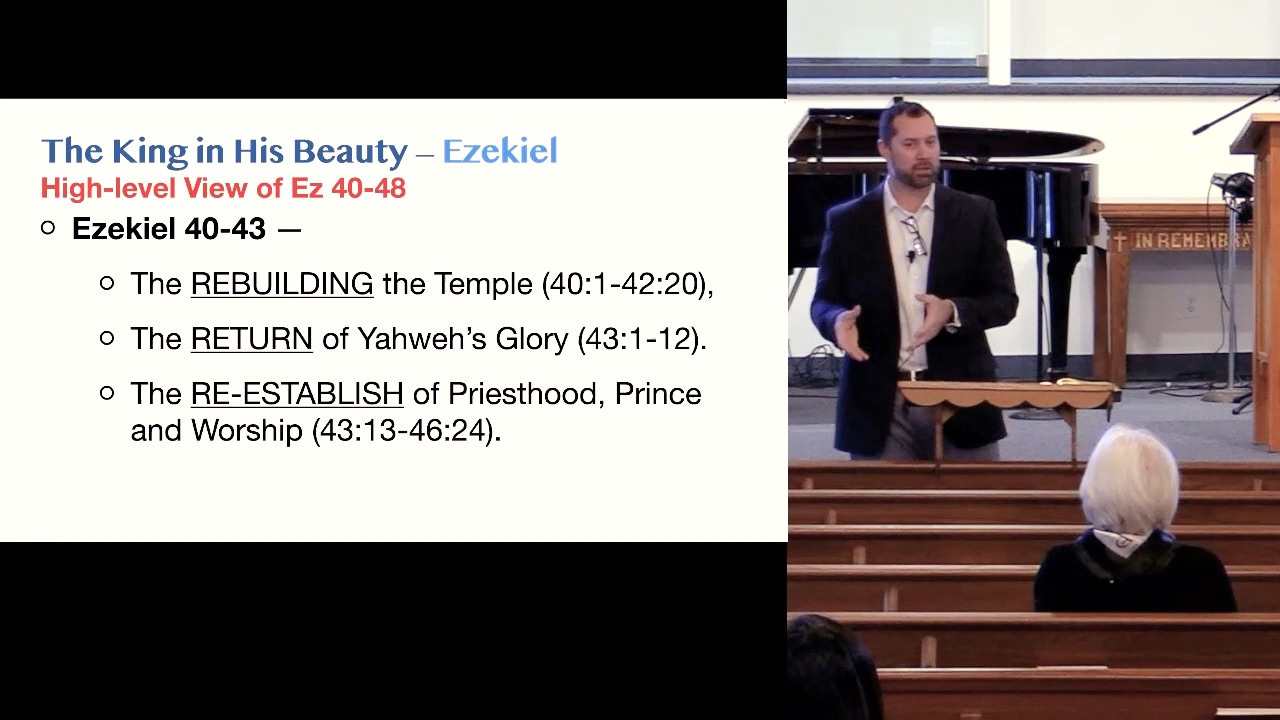 The King in His Beauty – Ezekiel
High-level View of Ez 40-48
Ezekiel 40-43 —
The REBUILDING the Temple (40:1-42:20),
The RETURN of Yahweh's Glory (43:1-12).
The RE-ESTABLISH of Priesthood, Prince
and Worship (43:13-46:24).
IN REMEMBRA